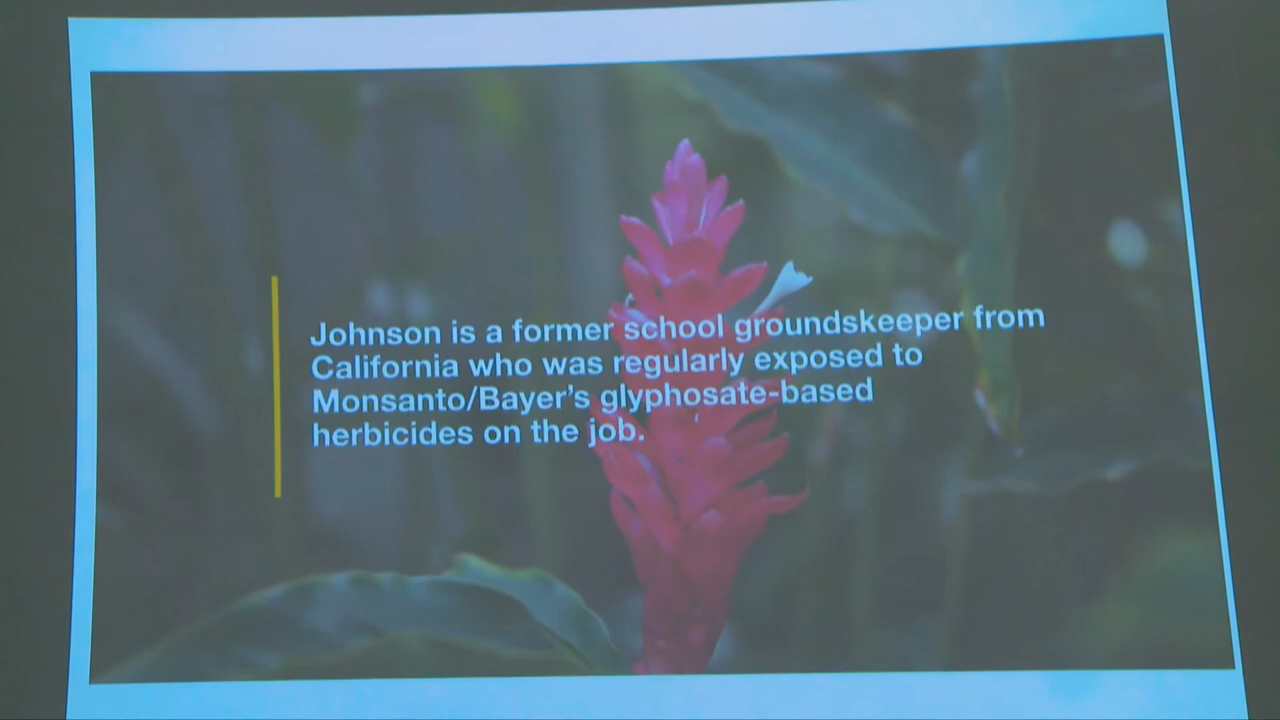 Johnson is a former school groundskeeper from
California who was regularly exposed to
Monsanto/Bayer’s glyphosate-based
herbicides on the job.